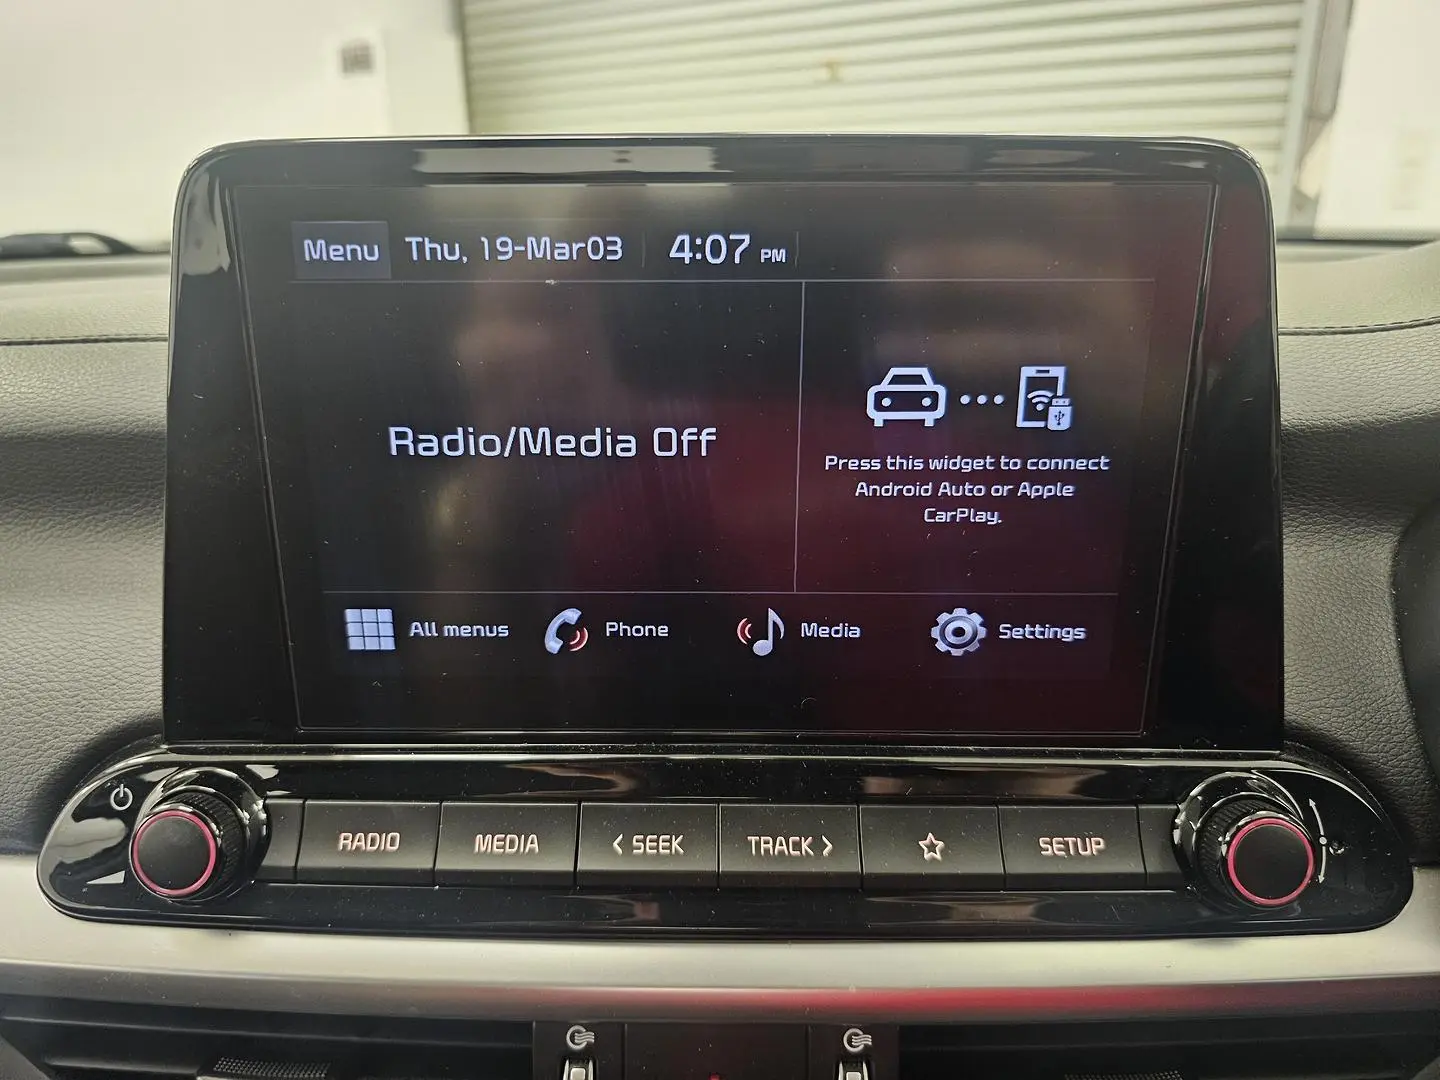 Menu Thu, 19-Mar03 4:07 PM
Radio/Media Off
Press this widget to connect
Android Auto or Apple
CarPlay.
All menus Phone Media Settings
RADIO MEDIA < SEEK TRACK > SETUP